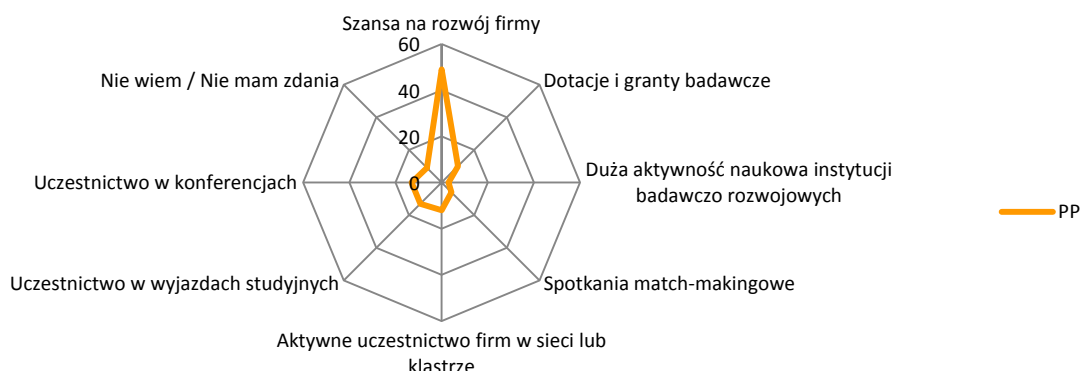 Szansa na rozwój firmy
60
Nie wiem / Nie mam zdania
Dotacje i granty badawcze
40
20
Uczestnictwo w konferencjach
0
Duża aktywność naukowa instytucji
badawczo rozwojowych
PP
Uczestnictwo w wyjazdach studyjnych
Spotkania match-makingowe
Aktywne uczestnictwo firm w sieci lub
klastrze